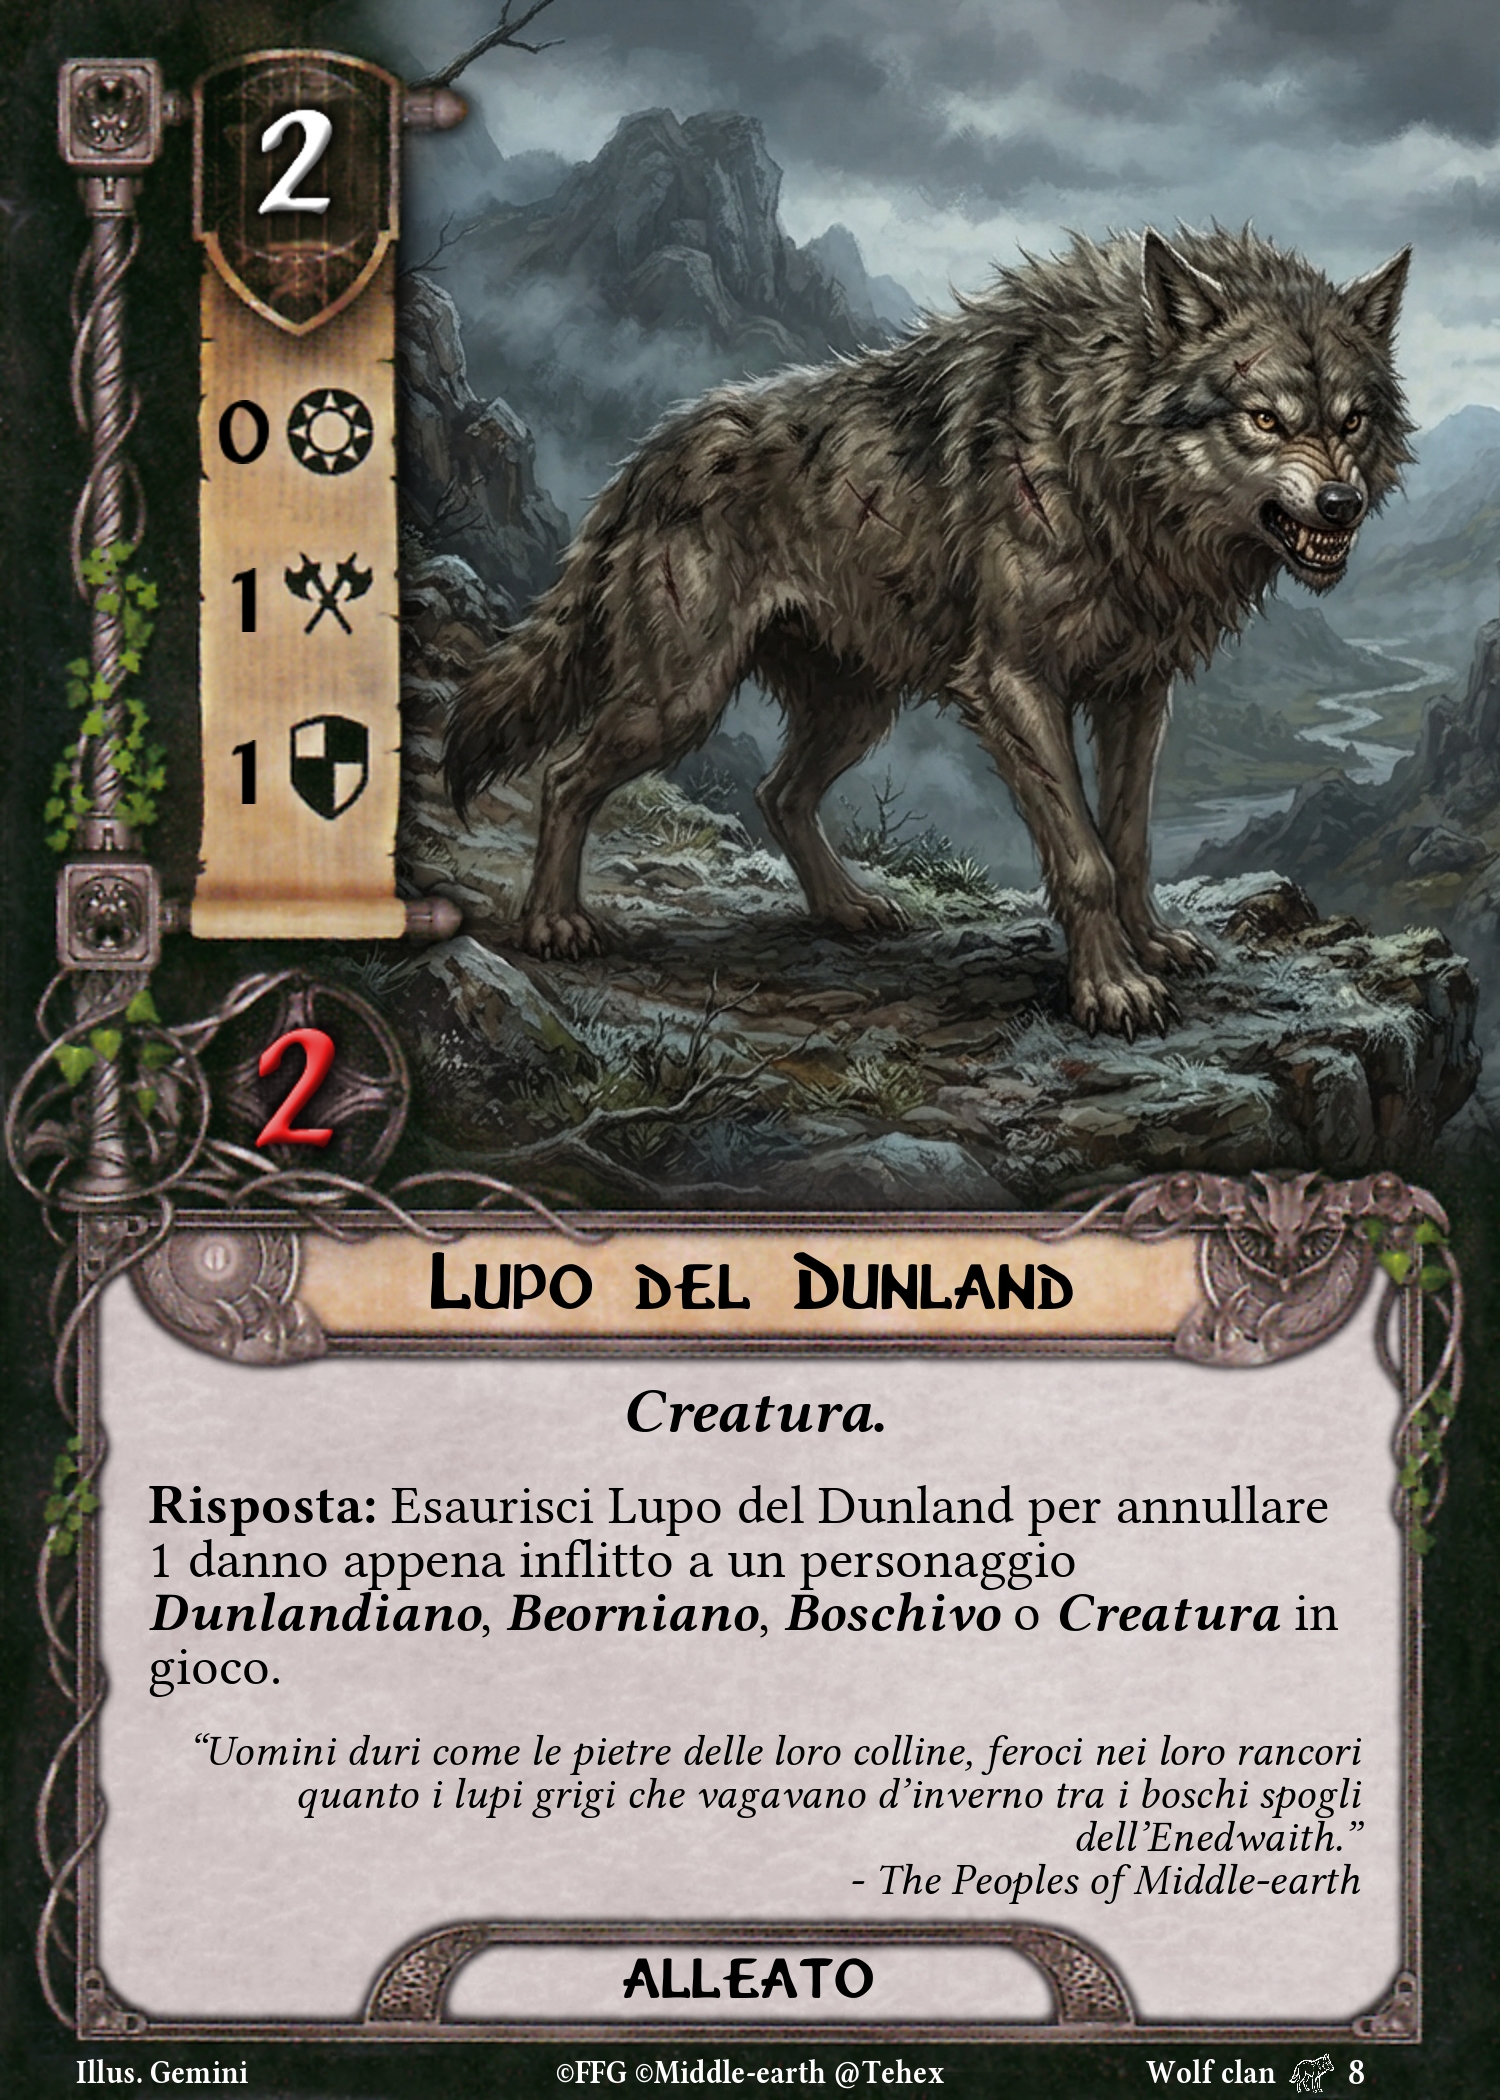 2
0
1
1
2
Lupo del Dunland
Creatura.
Risposta: Esaurisci Lupo del Dunland per annullare
1 danno appena inflitto a un personaggio
Dunlandiano, Beorniano, Boschivo o Creatura in
gioco.
“Uomini duri come le pietre delle loro colline, feroci nei loro rancori
quanto i lupi grigi che vagavano d’inverno tra i boschi spogli
dell’Enedwaith.”
- The Peoples of Middle-earth
ALLEATO
Illus. Gemini ©FFG ©Middle-earth @Tehex Wolf clan 8